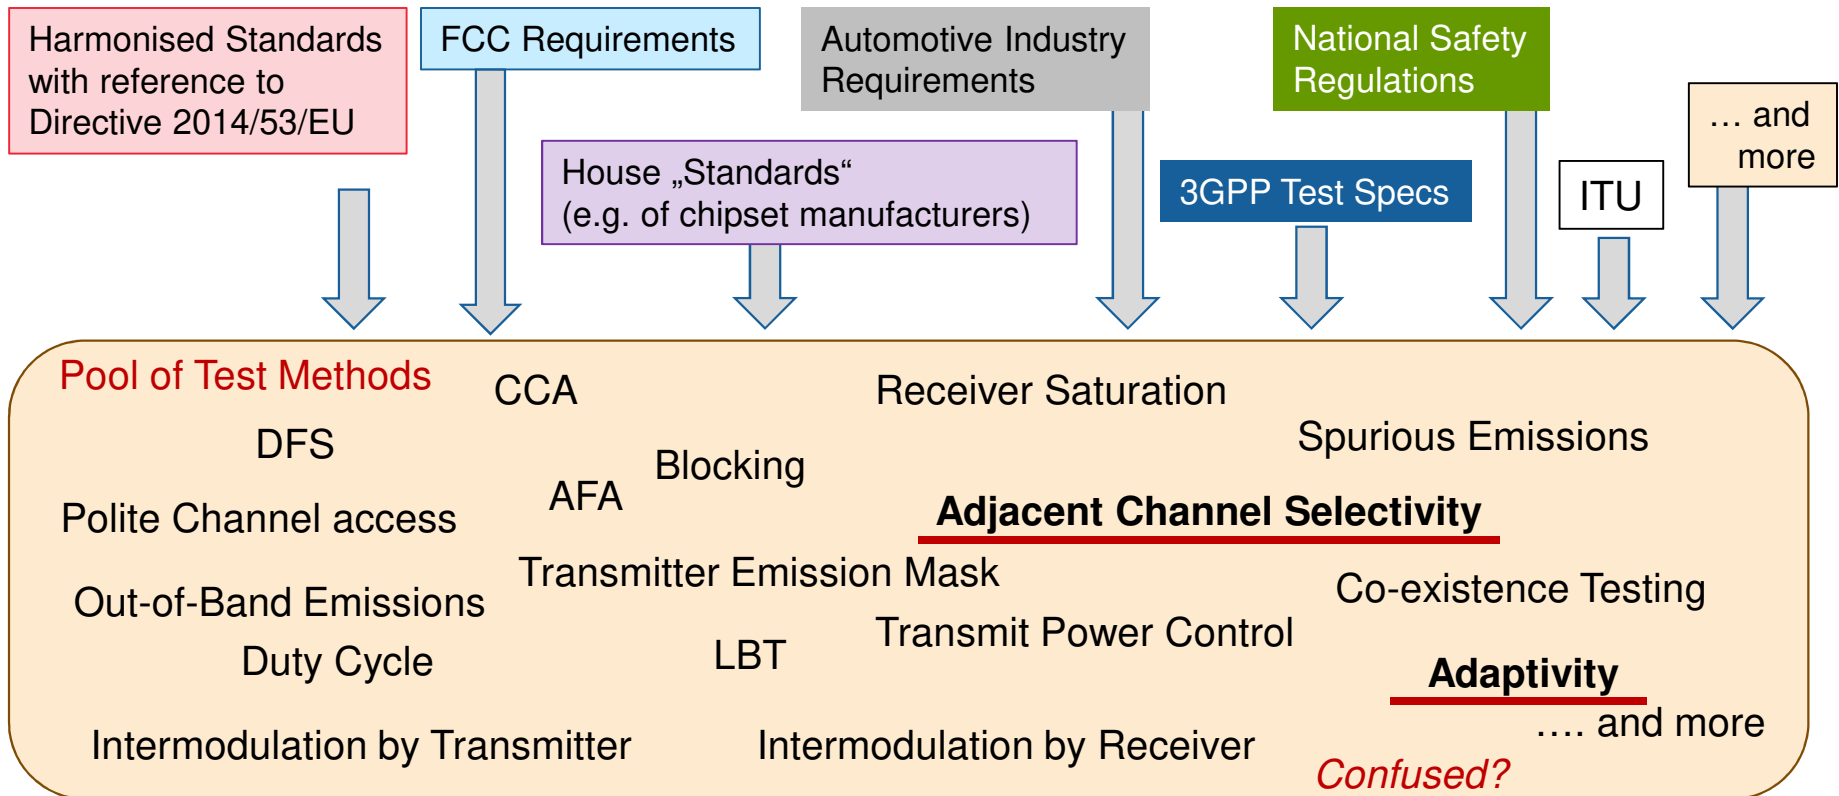 Harmonised Standards
with reference to
Directive 2014/53/EU
FCC Requirements
Automotive Industry
Requirements
National Safety
Regulations
… and
more
House „Standards“
(e.g. of chipset manufacturers)
3GPP Test Specs
ITU
Pool of Test Methods
CCA
Receiver Saturation
DFS
Spurious Emissions
Blocking
AFA
Polite Channel access
Adjacent Channel Selectivity
Transmitter Emission Mask
Co-existence Testing
Out-of-Band Emissions
Transmit Power Control
Duty Cycle
LBT
Adaptivity
…. and more
Intermodulation by Transmitter
Intermodulation by Receiver
Confused?